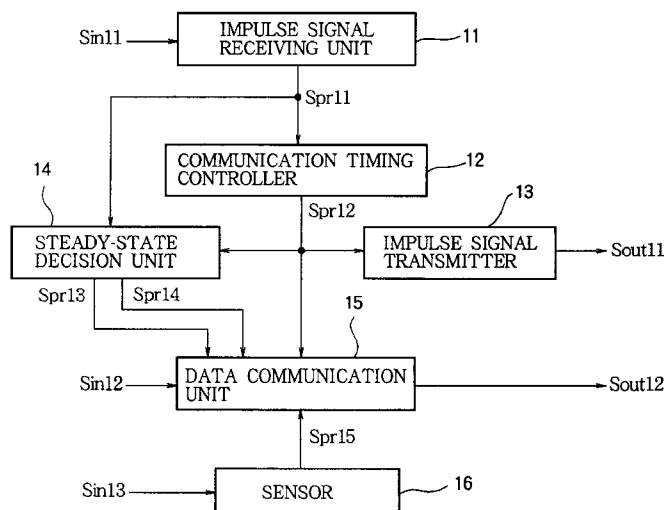 Sin11
IMPULSE SIGNAL
RECEIVING UNIT
11
Spr11
COMMUNICATION TIMING
CONTROLLER
12
14
Spr12
13
STEADY-STATE
DECISION UNIT
IMPULSE SIGNAL
TRANSMITTER
Sout11
Spr13
Spr14
15
Sin12
DATA COMMUNICATION
UNIT
Sout12
Spr15
Sin13
SENSOR
16